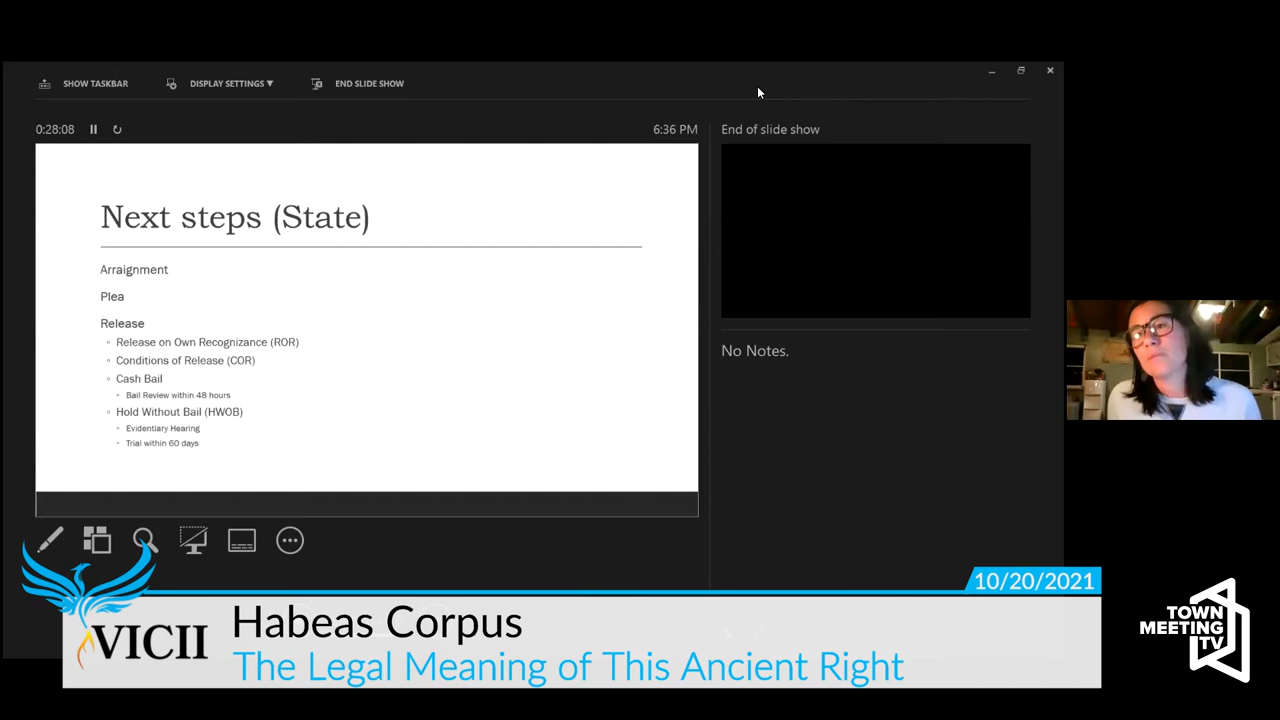 SHOW TASKBAR
DISPLAY SETTINGS ▼
END SLIDE SHOW
0:28:08
6:36 PM
End of slide show
Next steps (State)
Arraignment
Plea
Release
Release on Own Recognizance (ROR)
Conditions of Release (COR)
Cash Bail
Bail Review within 48 hours
Hold Without Bail (HWOB)
Evidentiary Hearing
Trial within 60 days
No Notes.
10/20/2021
VICII
Habeas Corpus
The Legal Meaning of This Ancient Right
TOWN
MEETING
TV